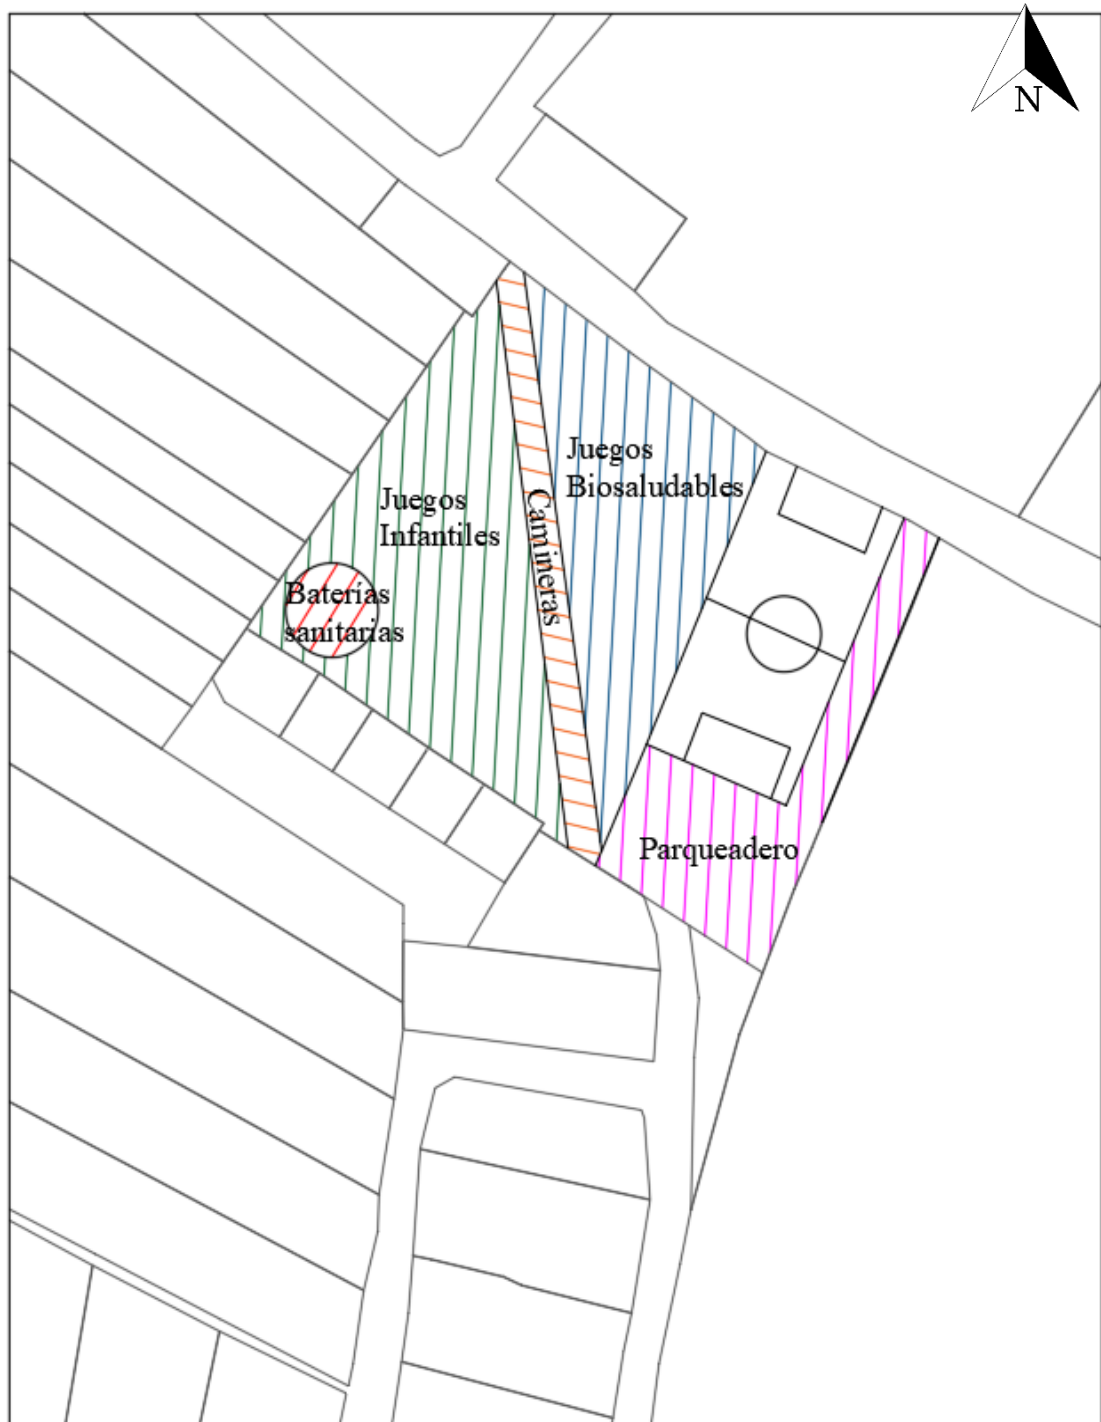 N
Juegos
Biosaludables
Juegos
Infantiles
Camineras
Baterías
sanitarias
Parqueadero